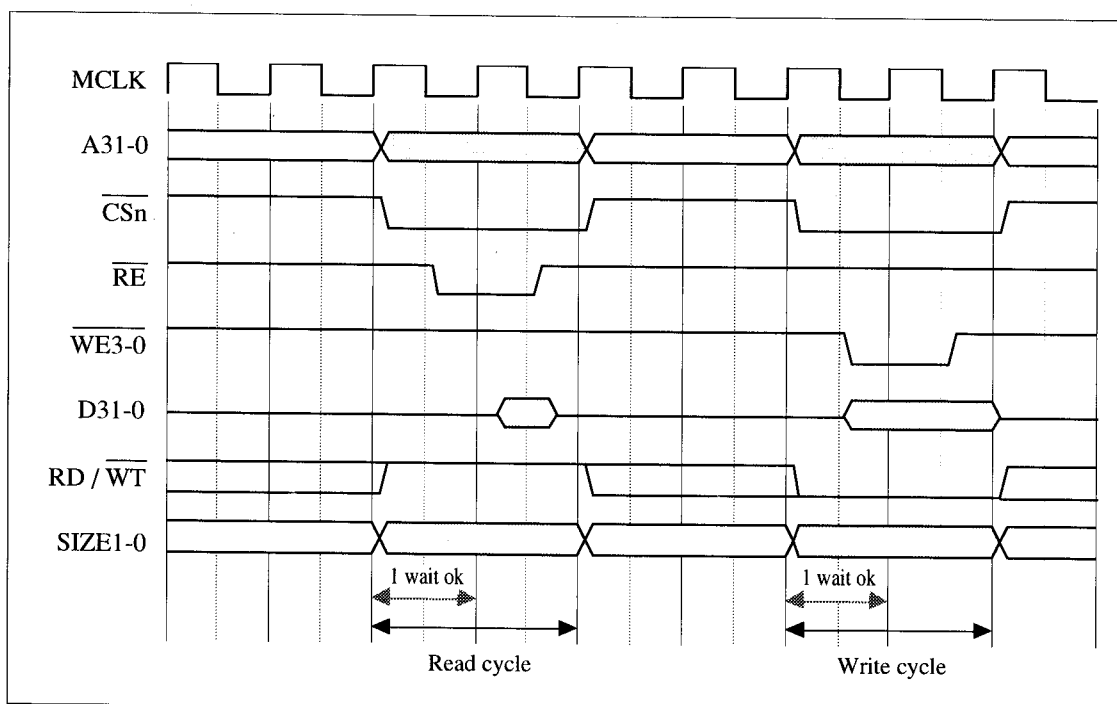 MCLK
A31-0
CSn
RE
WE3-0
D31-0
RD / WT
SIZE1-0
1 wait ok
1 wait ok
Read cycle
Write cycle